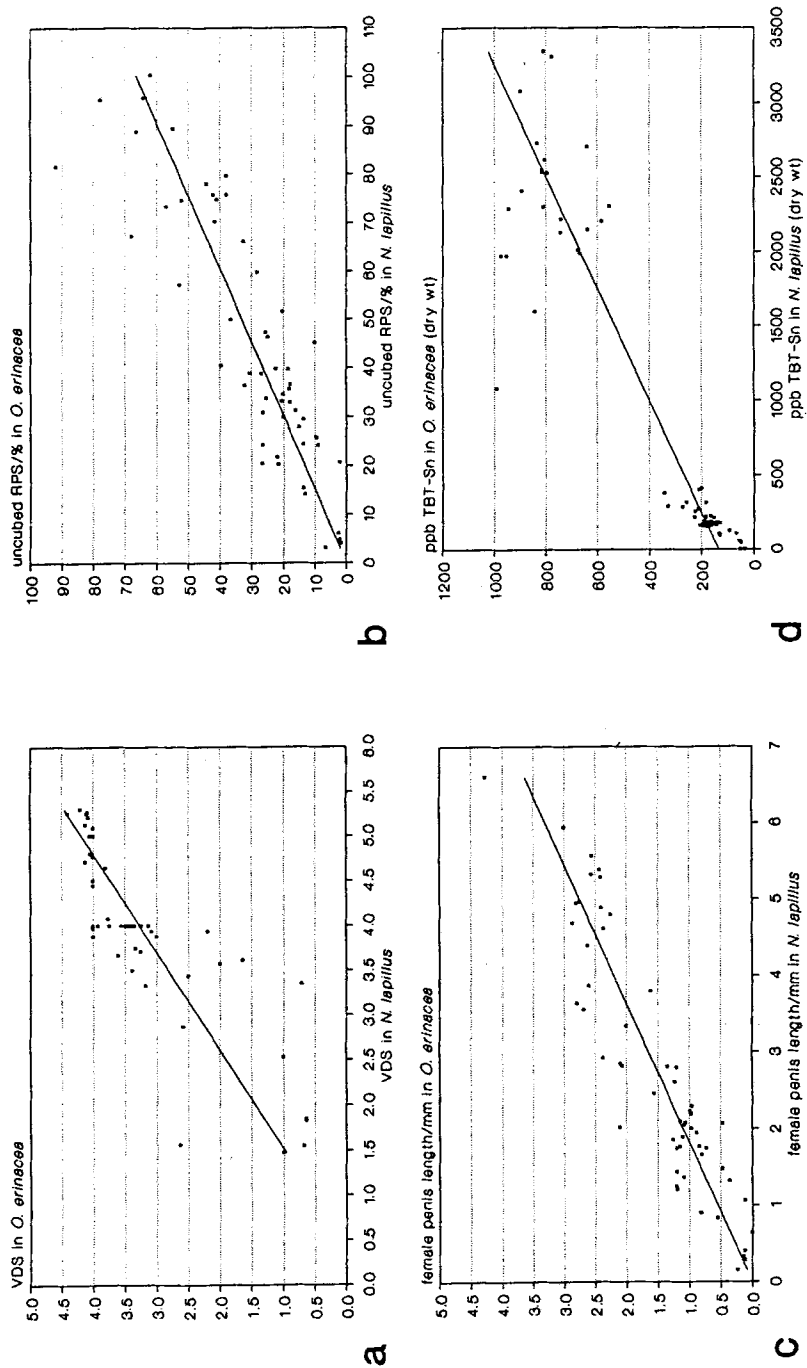 VDS in O. erinacea
5.0
4.5
4.0
3.5
3.0
2.5
2.0
1.5
1.0
0.5
0.0
0.0 0.5 1.0 1.5 2.0 2.5 3.0 3.5 4.0 4.5 5.0 5.5 6.0
VDS in N. lapillus
a
uncubed RPS/% in O. erinacea
100
90
80
70
60
50
40
30
20
10
0
0 10 20 30 40 50 60 70 80 90 100 110
uncubed RPS/% in N. lapillus
b
female penis length/mm in O. erinacea
5.0
4.5
4.0
3.5
3.0
2.5
2.0
1.5
1.0
0.5
0.0
0 1 2 3 4 5 6 7
female penis length/mm in N. lapillus
c
ppb TBT-Sn in O. erinacea (dry wt)
1200
1000
800
600
400
200
0
0 500 1000 1500 2000 2500 3000 3500
ppb TBT-Sn in N. lapillus (dry wt)
d